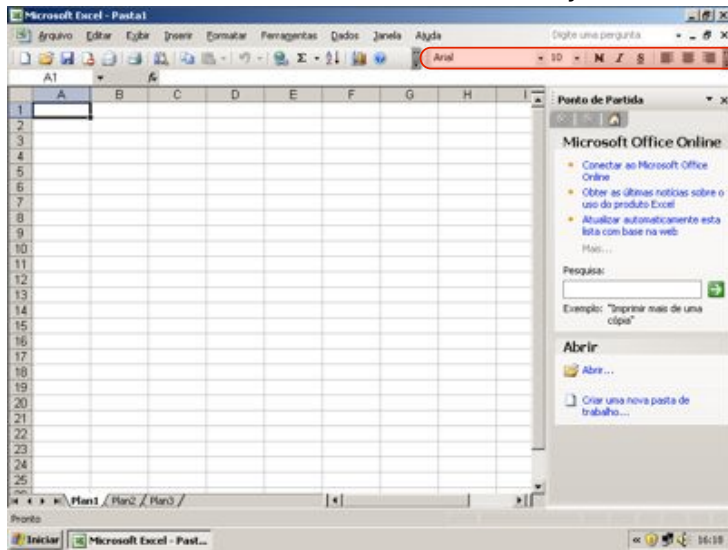 Microsoft Excel - Pasta1
Arquivo Editar Exibir Inserir Formatar Ferramentas Dados Janela Ajuda Digite uma pergunta
Arial 10 N I S
A1 fx
A B C D E F G H I
Ponto de Partida
Microsoft Office Online
Conectar ao Microsoft Office
Online
Obter as últimas notícias sobre o
uso do produto Excel
Atualizar automaticamente esta
lista com base na web
Mais...
Pesquisa:
Exemplo: "Imprimir mais de uma
cópia"
Abrir
Abrir...
Criar uma nova pasta de
trabalho...
1
2
3
4
5
6
7
8
9
10
11
12
13
14
15
16
17
18
19
20
21
22
23
24
25
Plan1 Plan2 Plan3
Pronto
Iniciar Microsoft Excel - Past... 16:18